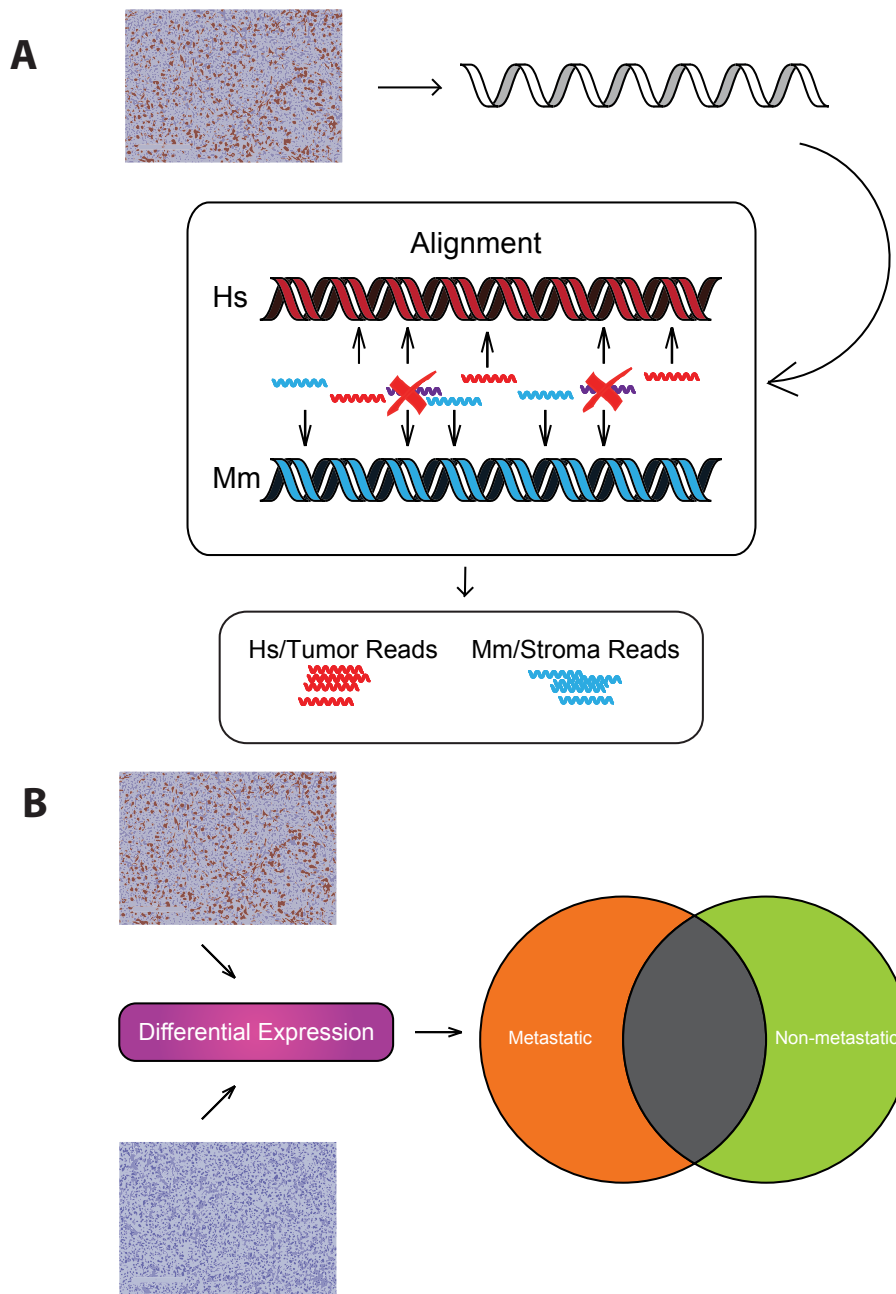 A
Alignment
Hs
Mm
Hs/Tumor Reads
Mm/Stroma Reads
B
Differential Expression
Metastatic
Non-metastatic